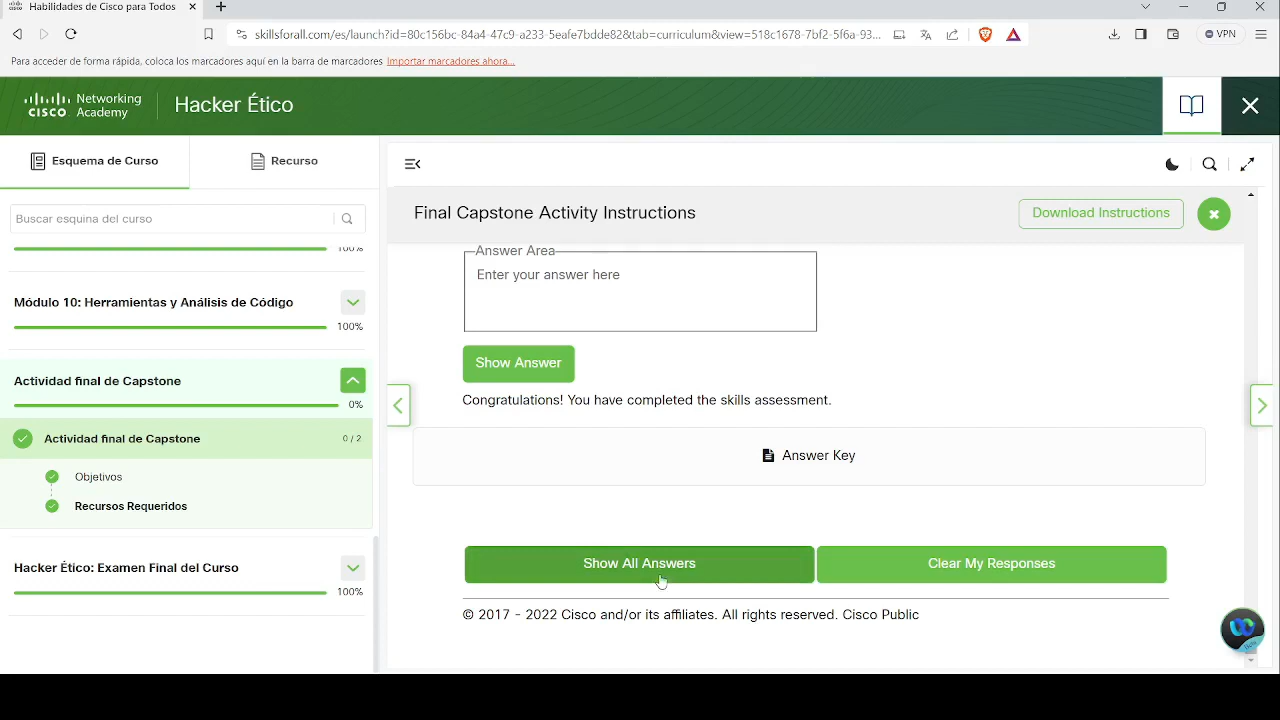 Habilidades de Cisco para Todos
skillsforall.com/es/launch?id=80c156bc-84a4-47c9-a233-5eafe7bdde82&tab=curriculum&view=518c1678-7bf2-5f6a-93...
VPN
Para acceder de forma rápida, coloca los marcadores aquí en la barra de marcadores Importar marcadores ahora...
cisco Networking Academy
Hacker Ético
Esquema de Curso
Recurso
Buscar esquina del curso
100%
Módulo 10: Herramientas y Análisis de Código
100%
Actividad final de Capstone
0%
Actividad final de Capstone
0 / 2
Objetivos
Recursos Requeridos
Hacker Ético: Examen Final del Curso
100%
Final Capstone Activity Instructions
Download Instructions
Answer Area
Enter your answer here
Show Answer
Congratulations! You have completed the skills assessment.
Answer Key
Show All Answers
Clear My Responses
© 2017 - 2022 Cisco and/or its affiliates. All rights reserved. Cisco Public
Beta